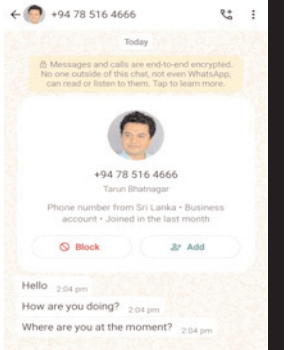 +94 78 516 4666
Today
Messages and calls are end-to-end encrypted.
No one outside of this chat, not even WhatsApp,
can read or listen to them. Tap to learn more.
+94 78 516 4666
Tarun Bhatnagar
Phone number from Sri Lanka • Business
account • Joined in the last month
Block
Add
Hello 2:04 pm
How are you doing? 2:04 pm
Where are you at the moment? 2:04 pm